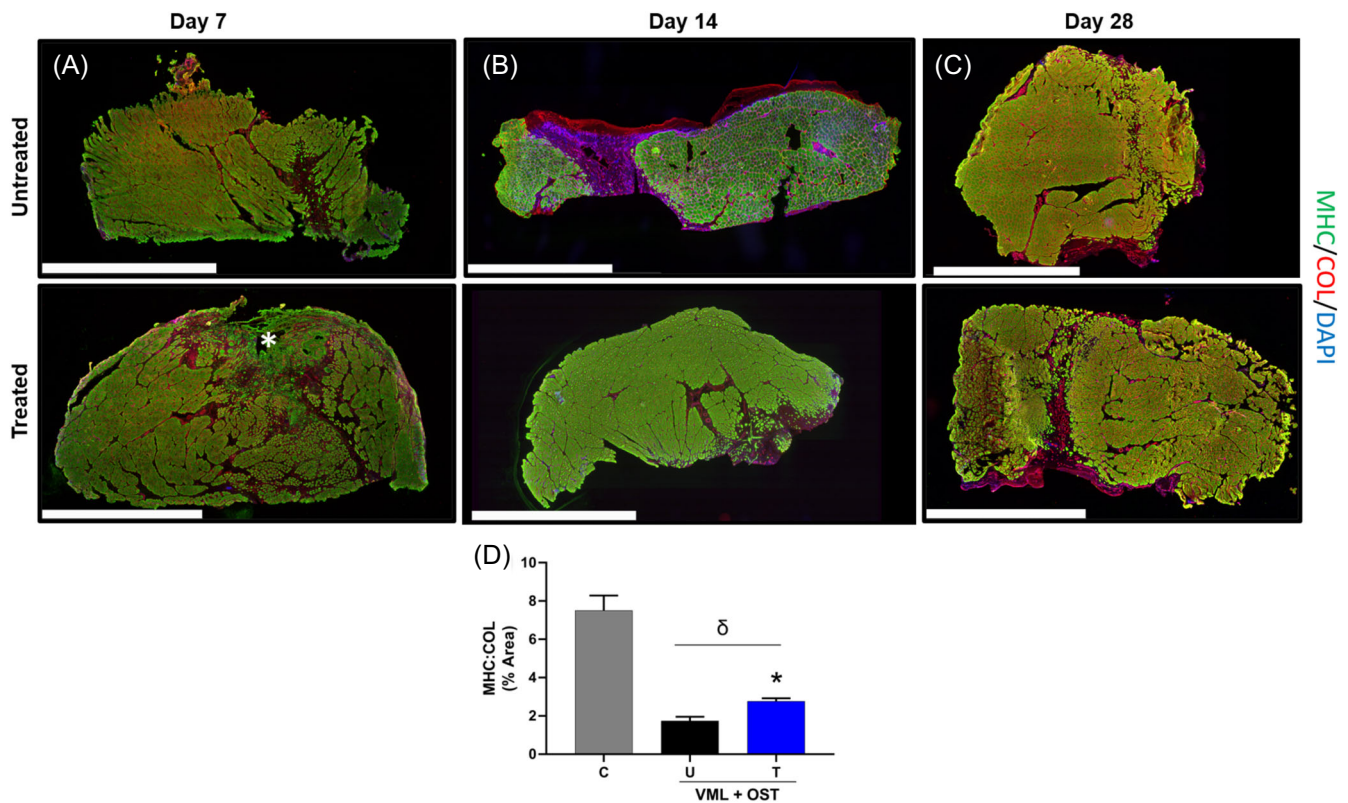 Day 7
Day 14
Day 28
Untreated
(A)
(B)
(C)
Treated
*
MHC/COL/DAPI
(D)
MHC:COL
(% Area)
10
8
6
4
2
0
δ
*
C
U
T
VML + OST